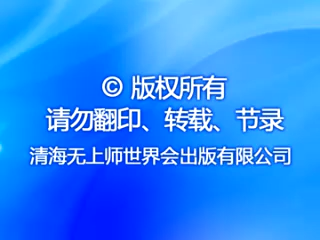 © 版权所有
请勿翻印、转载、节录
清海无上师世界会出版有限公司